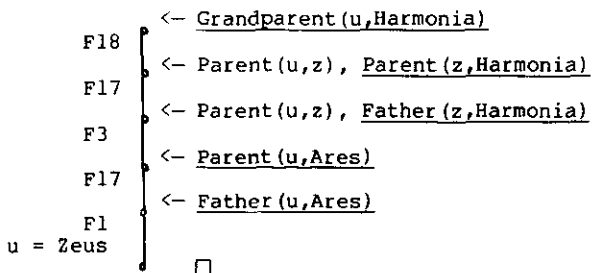 <- Grandparent(u,Harmonia)
F18
<- Parent(u,z), Parent(z,Harmonia)
F17
<- Parent(u,z), Father(z,Harmonia)
F3
<- Parent(u,Ares)
F17
<- Father(u,Ares)
F1
u = Zeus
□